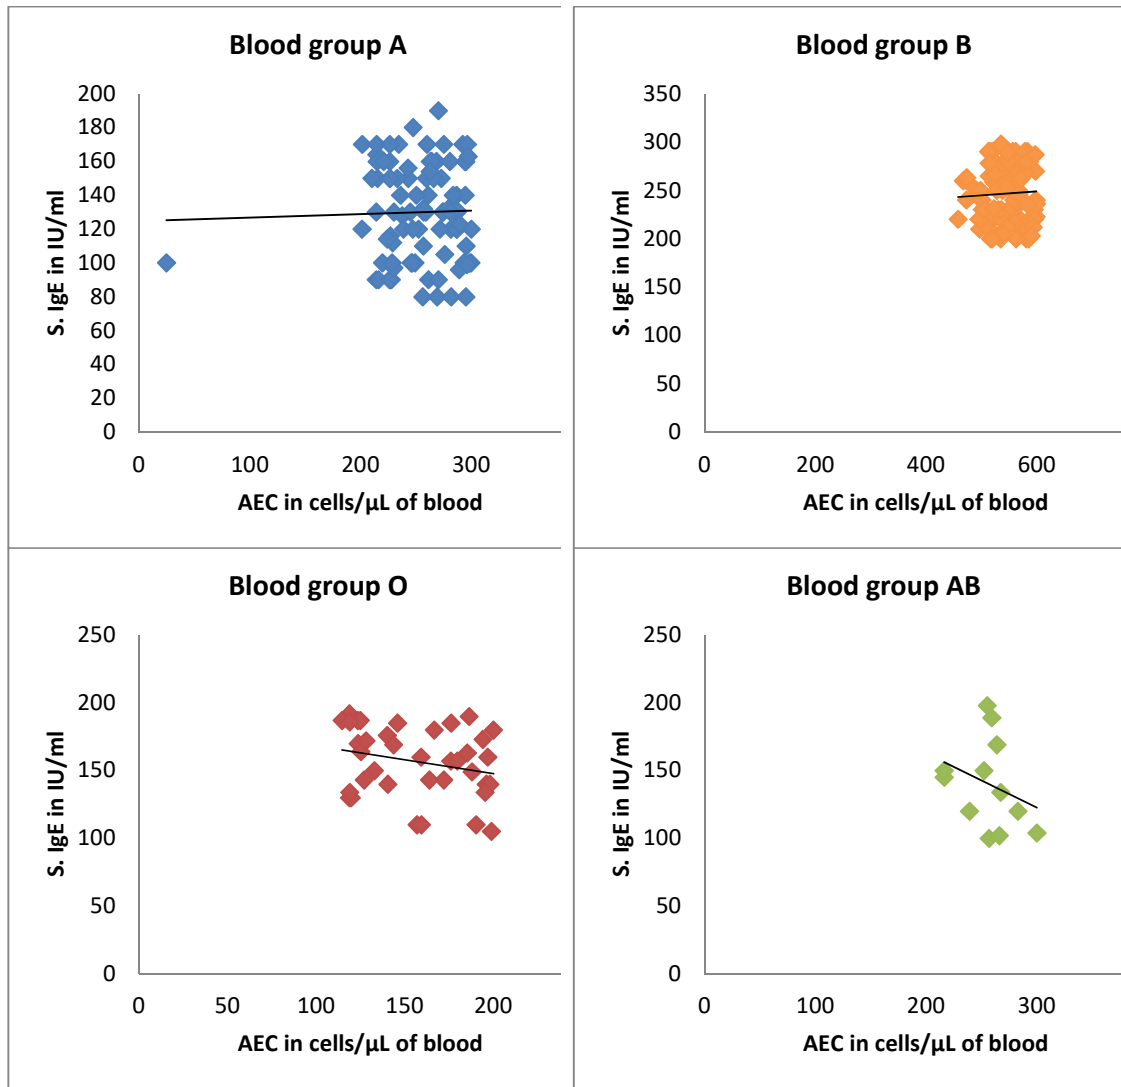 Blood group A
200
180
160
140
120
100
80
60
40
20
0
S. IgE in IU/ml
0 100 200 300
AEC in cells/µL of blood
Blood group B
350
300
250
200
150
100
50
0
S. IgE in IU/ml
0 200 400 600
AEC in cells/µL of blood
Blood group O
250
200
150
100
50
0
S. IgE in IU/ml
0 50 100 150 200
AEC in cells/µL of blood
Blood group AB
250
200
150
100
50
0
S. IgE in IU/ml
0 100 200 300
AEC in cells/µL of blood